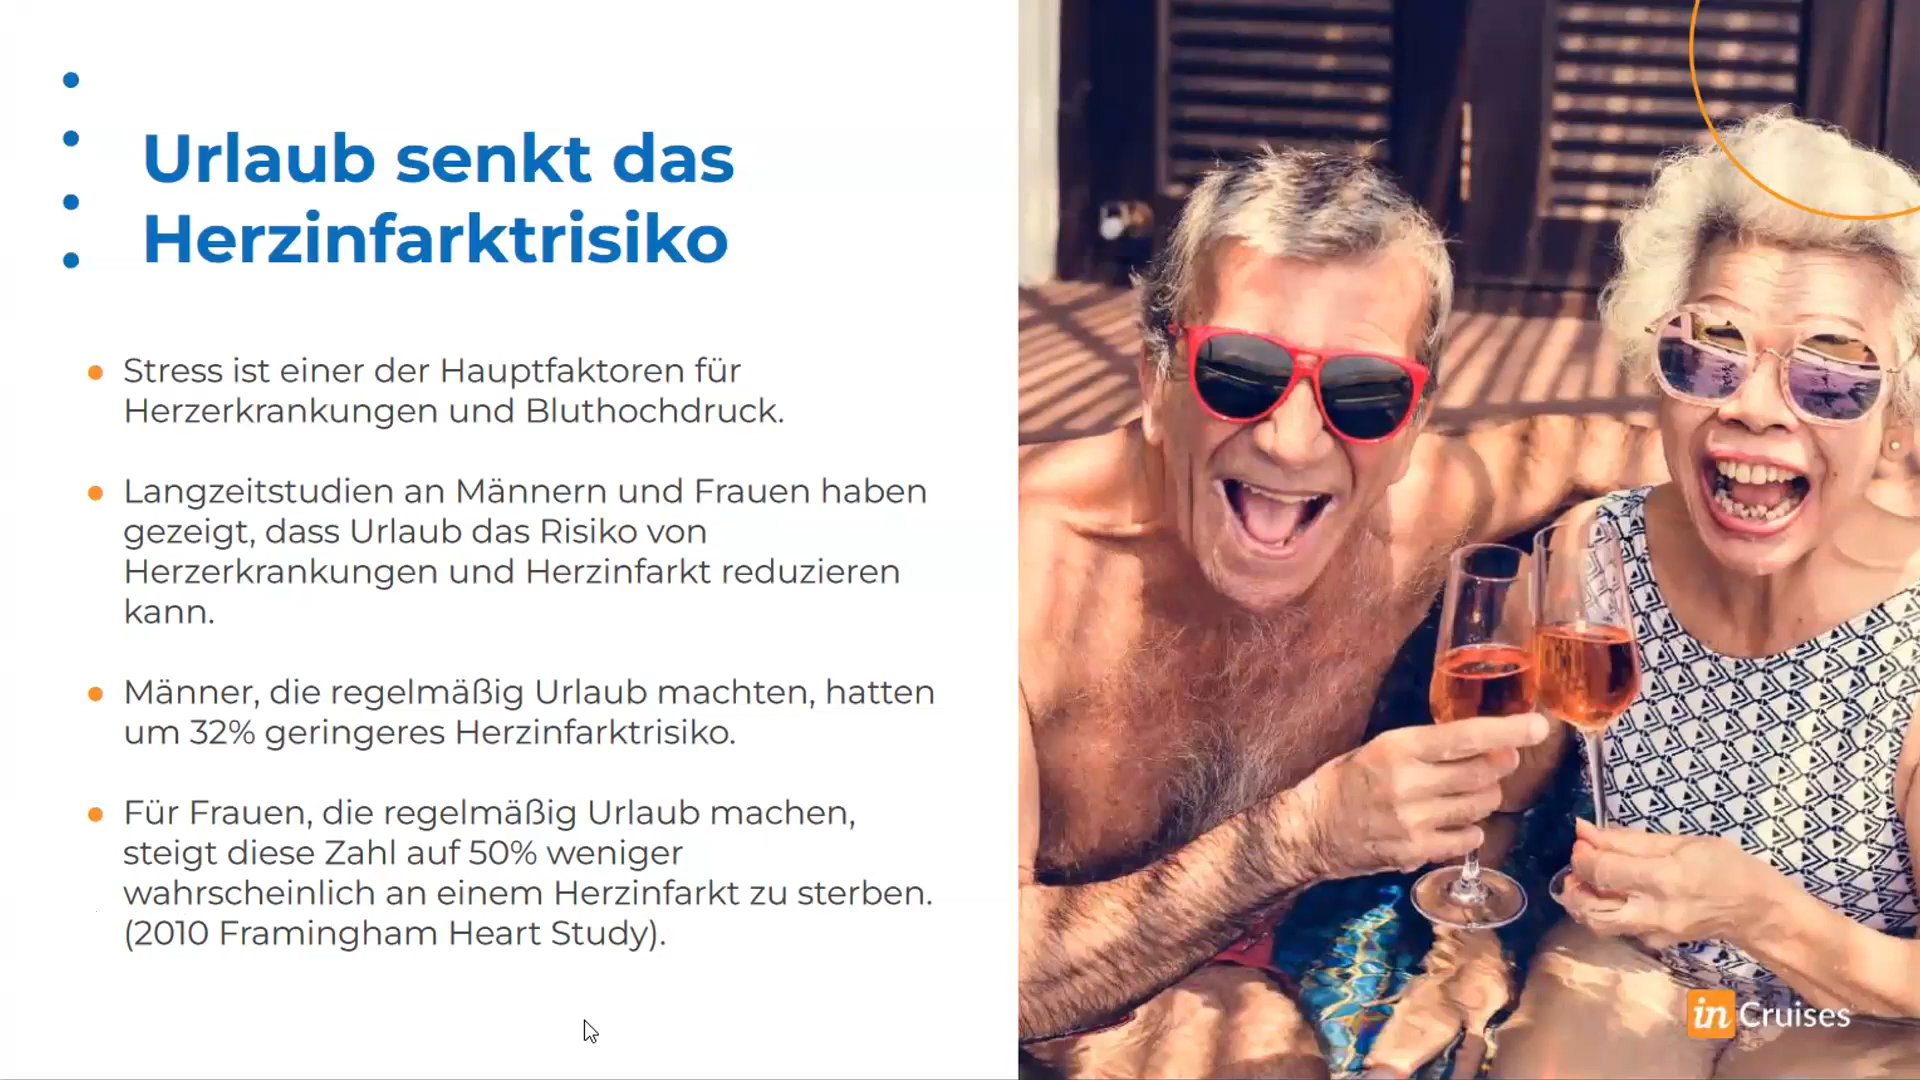 Urlaub senkt das
Herzinfarktrisiko
Stress ist einer der Hauptfaktoren für
Herzerkrankungen und Bluthochdruck.
Langzeitstudien an Männern und Frauen haben
gezeigt, dass Urlaub das Risiko von
Herzerkrankungen und Herzinfarkt reduzieren
kann.
Männer, die regelmäßig Urlaub machten, hatten
um 32% geringeres Herzinfarktrisiko.
Für Frauen, die regelmäßig Urlaub machen,
steigt diese Zahl auf 50% weniger
wahrscheinlich an einem Herzinfarkt zu sterben.
(2010 Framingham Heart Study).
in Cruises